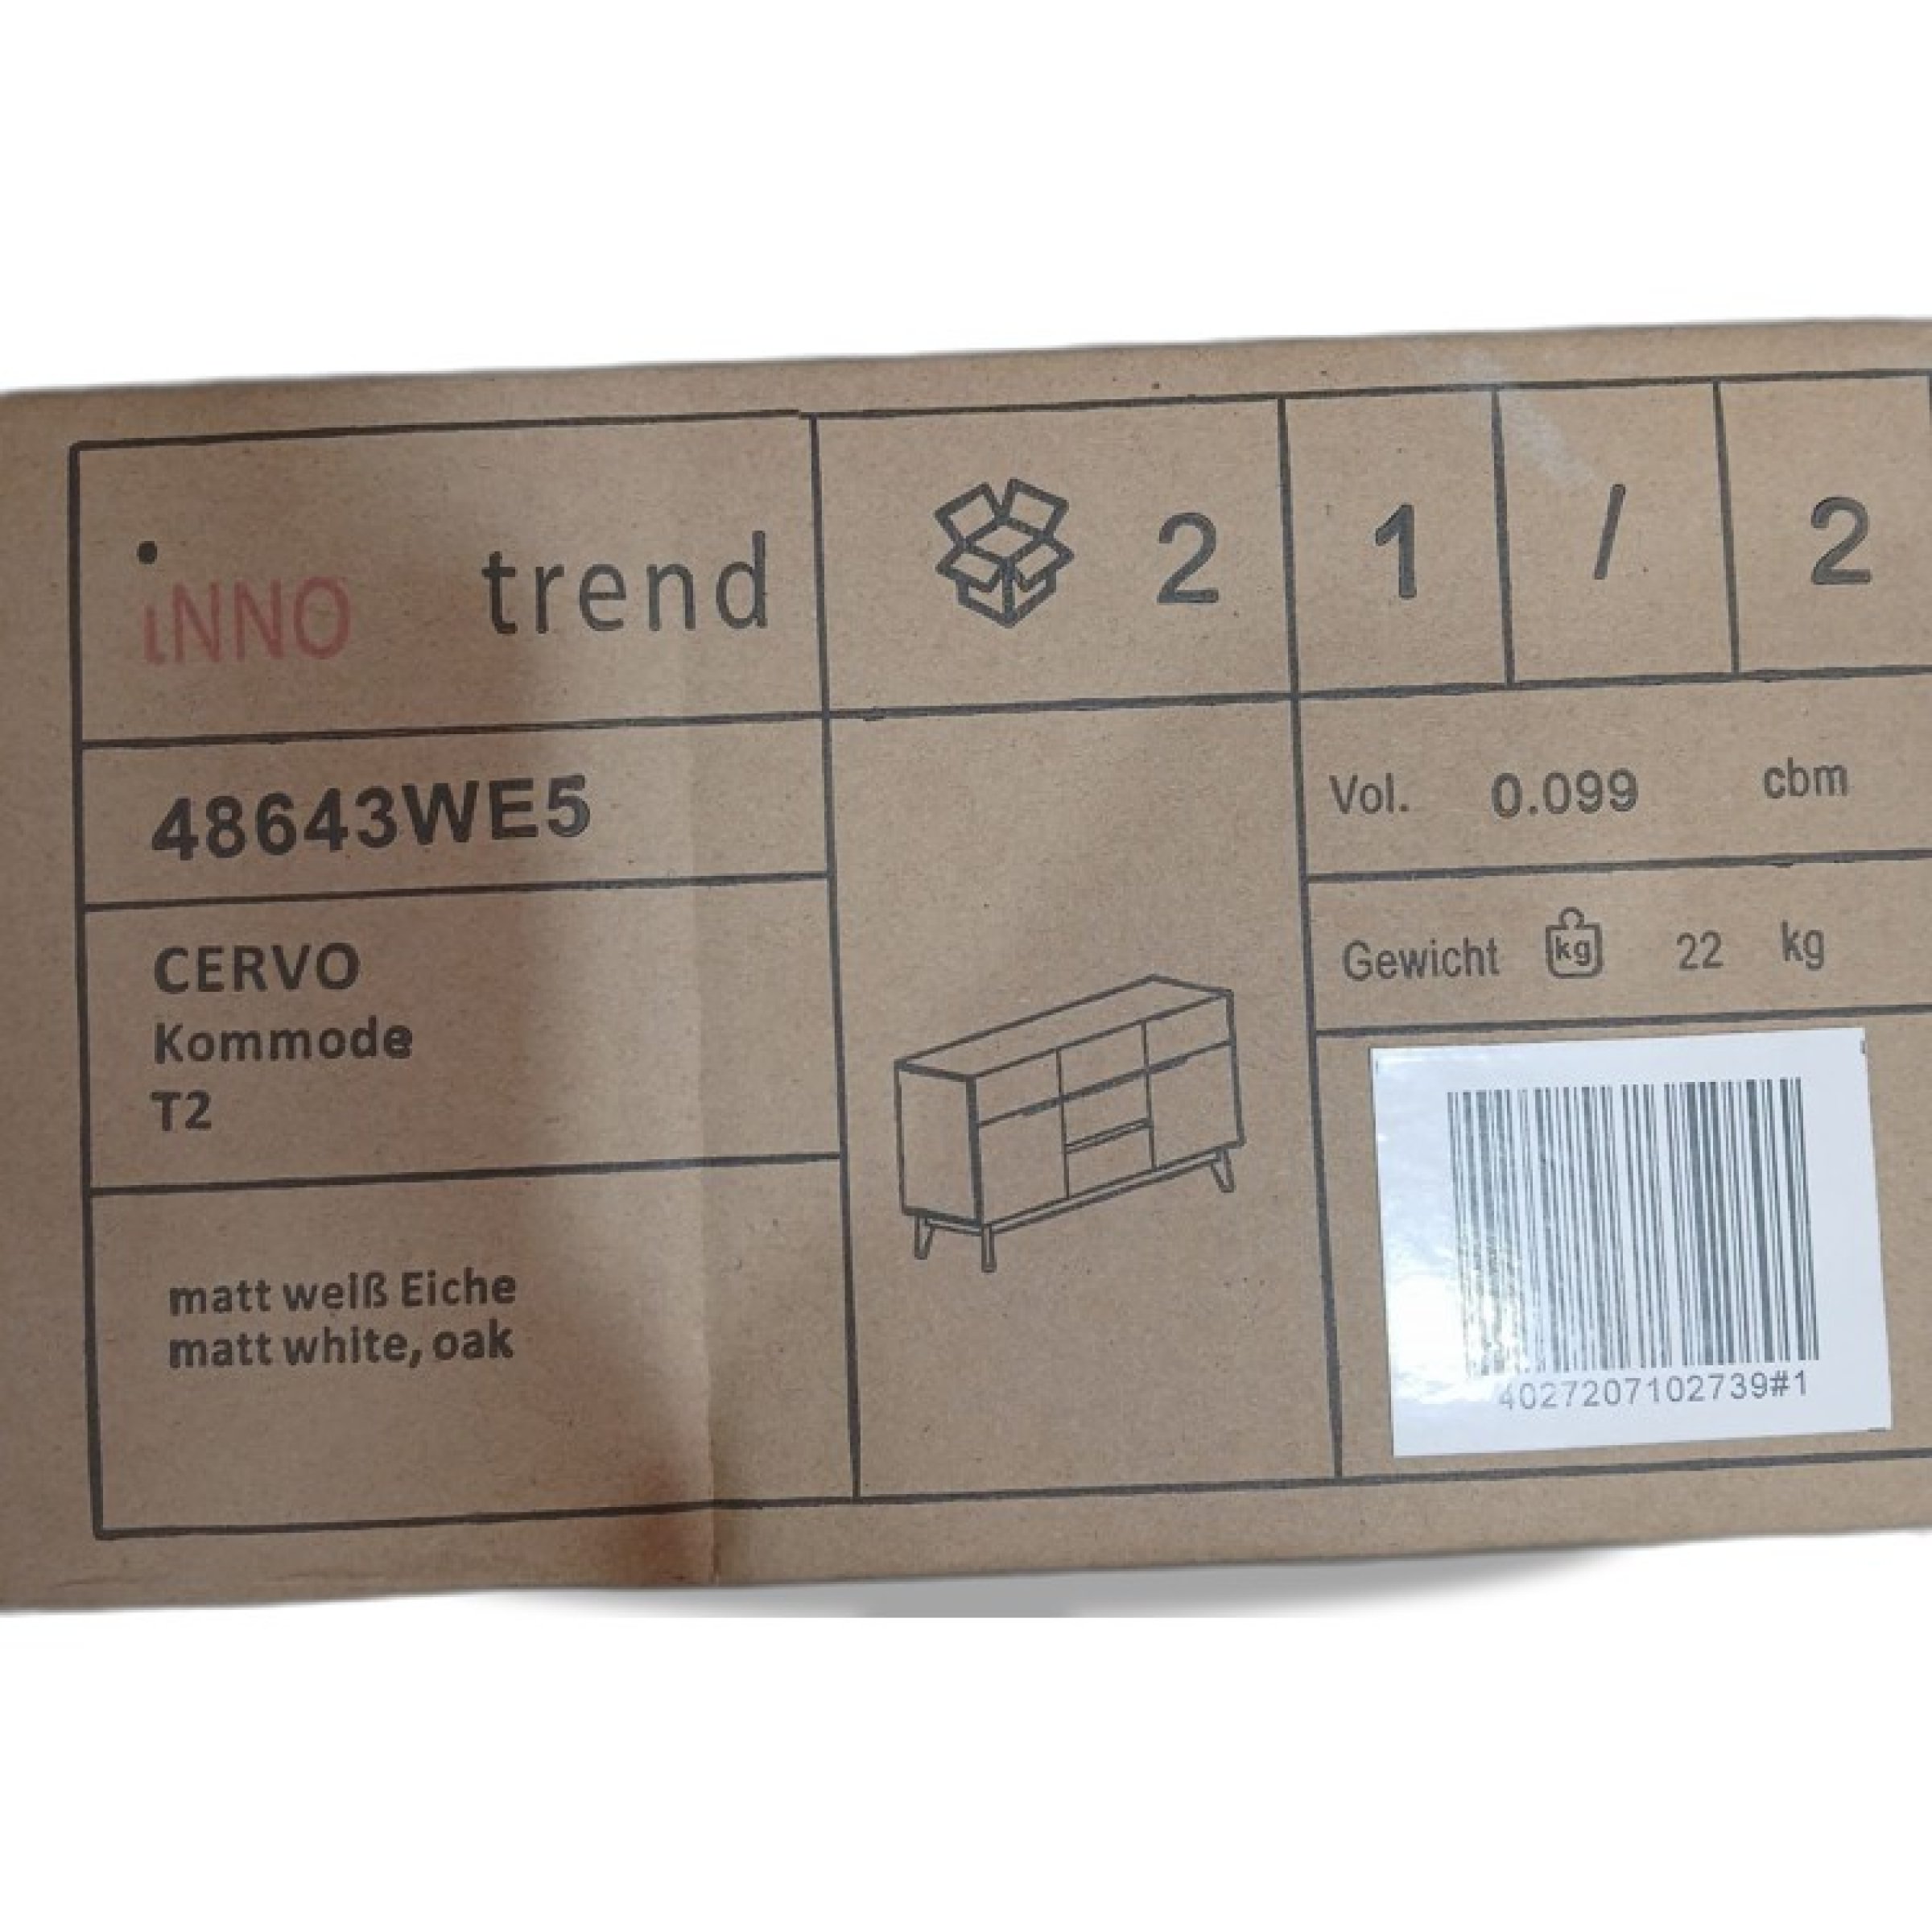 iNNO trend
2
1 / 2
48643WE5
Vol. 0.099 cbm
CERVO
Kommode
T2
Gewicht kg 22 kg
matt weiß Eiche
matt white, oak
4027207102739#1